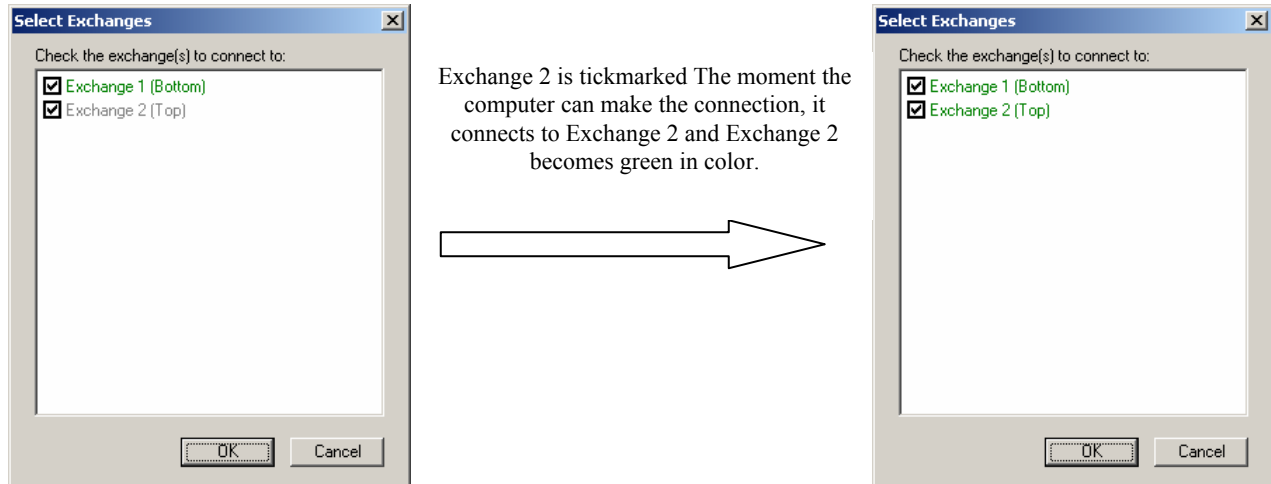 Select Exchanges
Check the exchange(s) to connect to:
Exchange 1 (Bottom)
Exchange 2 (Top)
OK
Cancel
Exchange 2 is tickmarked The moment the
computer can make the connection, it
connects to Exchange 2 and Exchange 2
becomes green in color.
Select Exchanges
Check the exchange(s) to connect to:
Exchange 1 (Bottom)
Exchange 2 (Top)
OK
Cancel